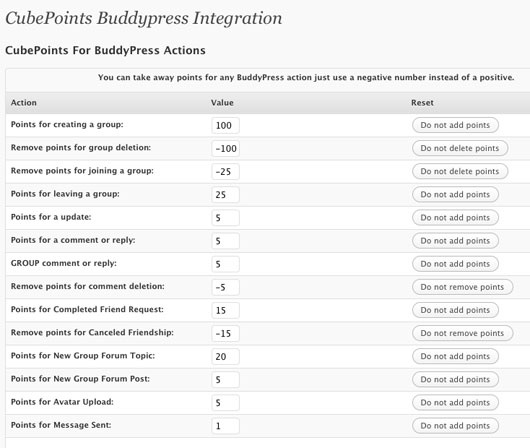 CubePoints Buddypress Integration
CubePoints For BuddyPress Actions
You can take away points for any BuddyPress action just use a negative number instead of a positive.
Action Value Reset
Points for creating a group: 100 Do not add points
Remove points for group deletion: -100 Do not delete points
Remove points for joining a group: -25 Do not delete points
Points for leaving a group: 25 Do not add points
Points for a update: 5 Do not add points
Points for a comment or reply: 5 Do not add points
GROUP comment or reply: 5 Do not add points
Remove points for comment deletion: -5 Do not remove points
Points for Completed Friend Request: 15 Do not add points
Remove points for Canceled Friendship: -15 Do not remove points
Points for New Group Forum Topic: 20 Do not add points
Points for New Group Forum Post: 5 Do not add points
Points for Avatar Upload: 5 Do not add points
Points for Message Sent: 1 Do not add points